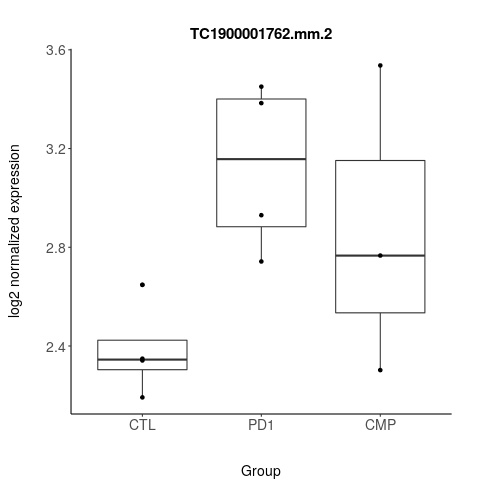 TC1900001762.mm.2
3.6
3.2
2.8
2.4
log2 normalized expression
CTL
PD1
CMP
Group